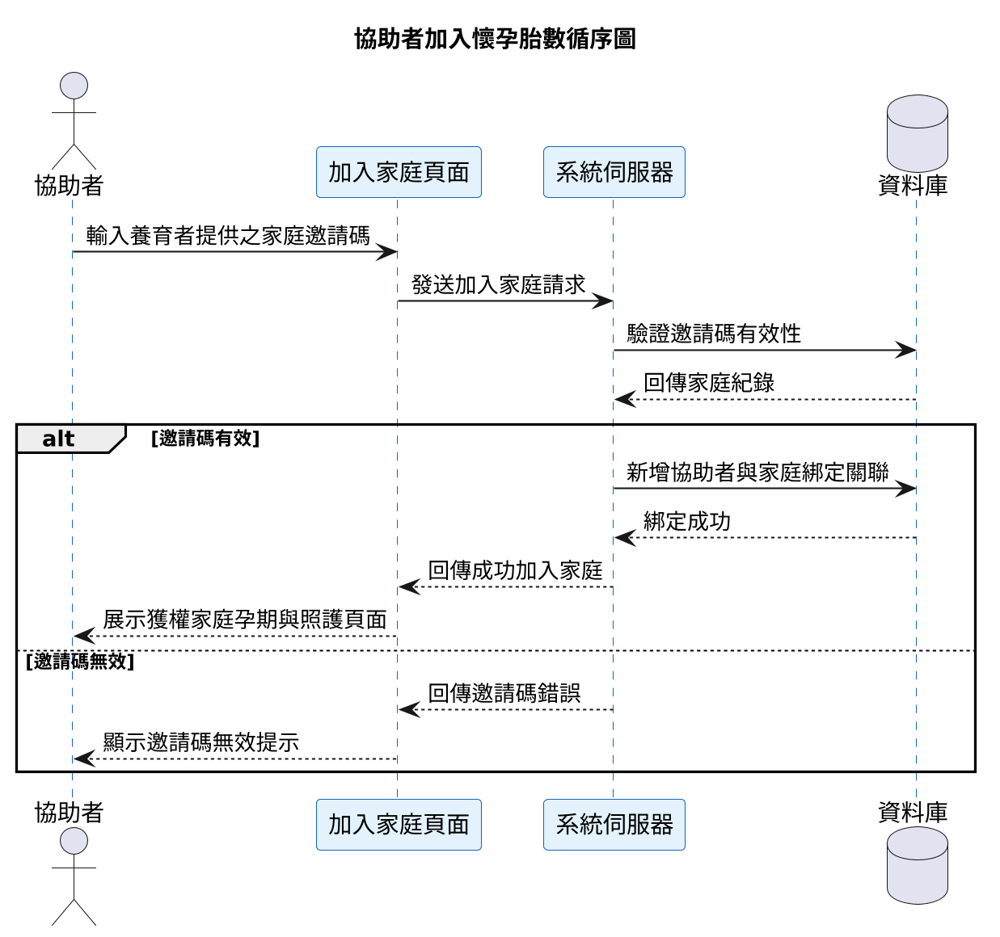 協助者加入懷孕胎數循序圖
協助者
加入家庭頁面
系統伺服器
資料庫
輸入養育者提供之家庭邀請碼
發送加入家庭請求
驗證邀請碼有效性
回傳家庭紀錄
alt [邀請碼有效]
新增協助者與家庭綁定關聯
綁定成功
回傳成功加入家庭
展示獲權家庭孕期與照護頁面
[邀請碼無效]
回傳邀請碼錯誤
顯示邀請碼無效提示
協助者
加入家庭頁面
系統伺服器
資料庫